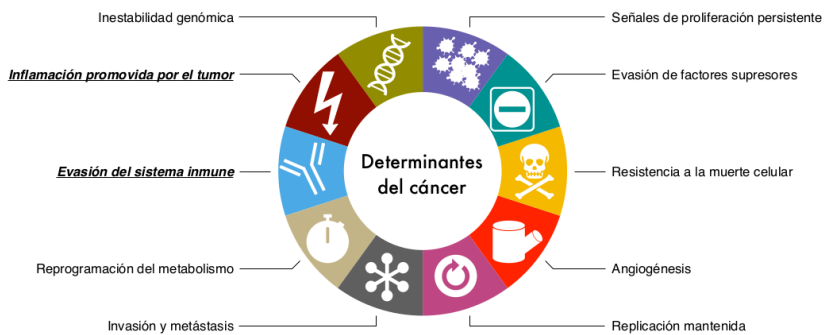 Inestabilidad genómica
Señales de proliferación persistente
Inflamación promovida por el tumor
Evasión de factores supresores
Determinantes
del cáncer
Evasión del sistema inmune
Resistencia a la muerte celular
Reprogramación del metabolismo
Angiogénesis
Invasión y metástasis
Replicación mantenida